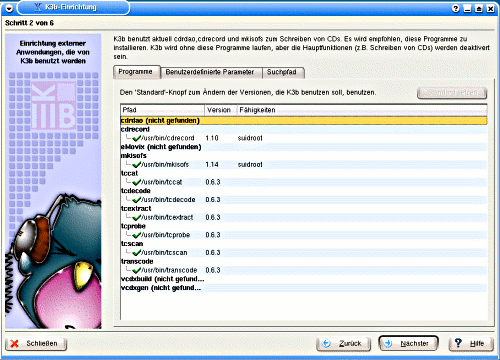 K3b-Einrichtung
Schritt 2 von 6
Einrichtung externer
Anwendungen, die von
K3b benutzt werden
K3b benutzt aktuell cdrdao,cdrecord und mkisofs zum Schreiben von CDs. Es wird empfohlen, diese Programme zu
installieren. K3b wird ohne diese Programme laufen, aber die Hauptfunktionen (z.B. Schreiben von CDs) werden deaktivert
sein.
Programme Benutzerdefinierte Parameter Suchpfad
Den 'Standard'-Knopf zum Ändern der Versionen, die K3b benutzen soll, benutzen.
Pfad Version Fähigkeiten
cdrdao (nicht gefunden)
cdrecord
/usr/bin/cdrecord 1.10 suidroot
eMovix (nicht gefunden)
mkisofs
/usr/bin/mkisofs 1.14 suidroot
tccat
/usr/bin/tccat 0.6.3
tcdecode
/usr/bin/tcdecode 0.6.3
tcextract
/usr/bin/tcextract 0.6.3
tcprobe
/usr/bin/tcprobe 0.6.3
tcscan
/usr/bin/tcscan 0.6.3
transcode
/usr/bin/transcode 0.6.3
vcdxbuild (nicht gefund...
vcdxgen (nicht gefund...
Schließen Zurück Nächster Hilfe